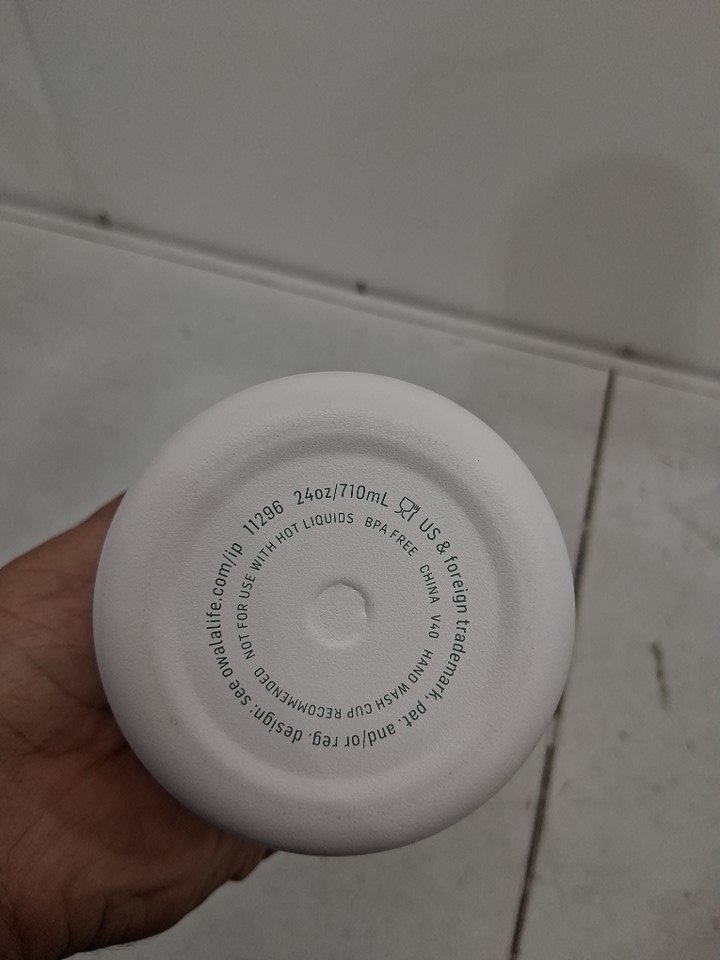 11296 24oz/710mL US & foreign trademark, pat. and/or reg. design: see owalalife.com/ip
NOT FOR USE WITH HOT LIQUIDS BPA FREE CHINA V40 HAND WASH CUP RECOMMENDED